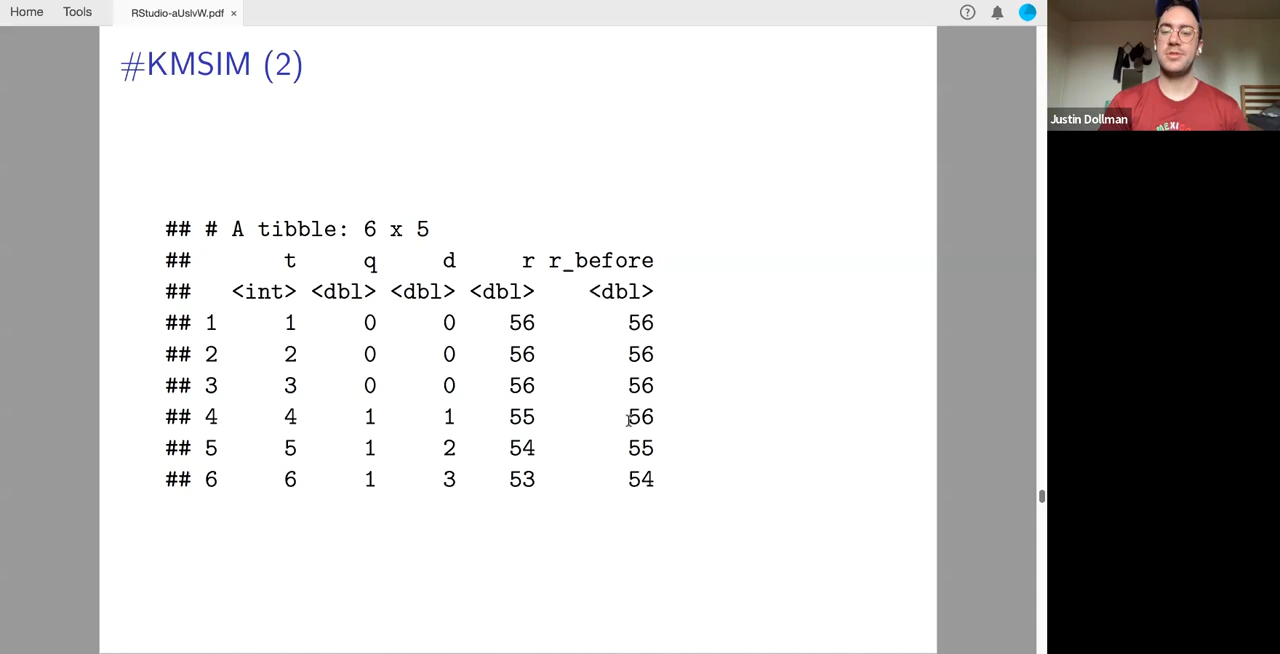 Home Tools RStudio-aUslvW.pdf ×
#KMSIM (2)
## # A tibble: 6 x 5
## t q d r r_before
## <int> <dbl> <dbl> <dbl> <dbl>
## 1 1 0 0 56 56
## 2 2 0 0 56 56
## 3 3 0 0 56 56
## 4 4 1 1 55 56
## 5 5 1 2 54 55
## 6 6 1 3 53 54
Justin Dollman
MEXI